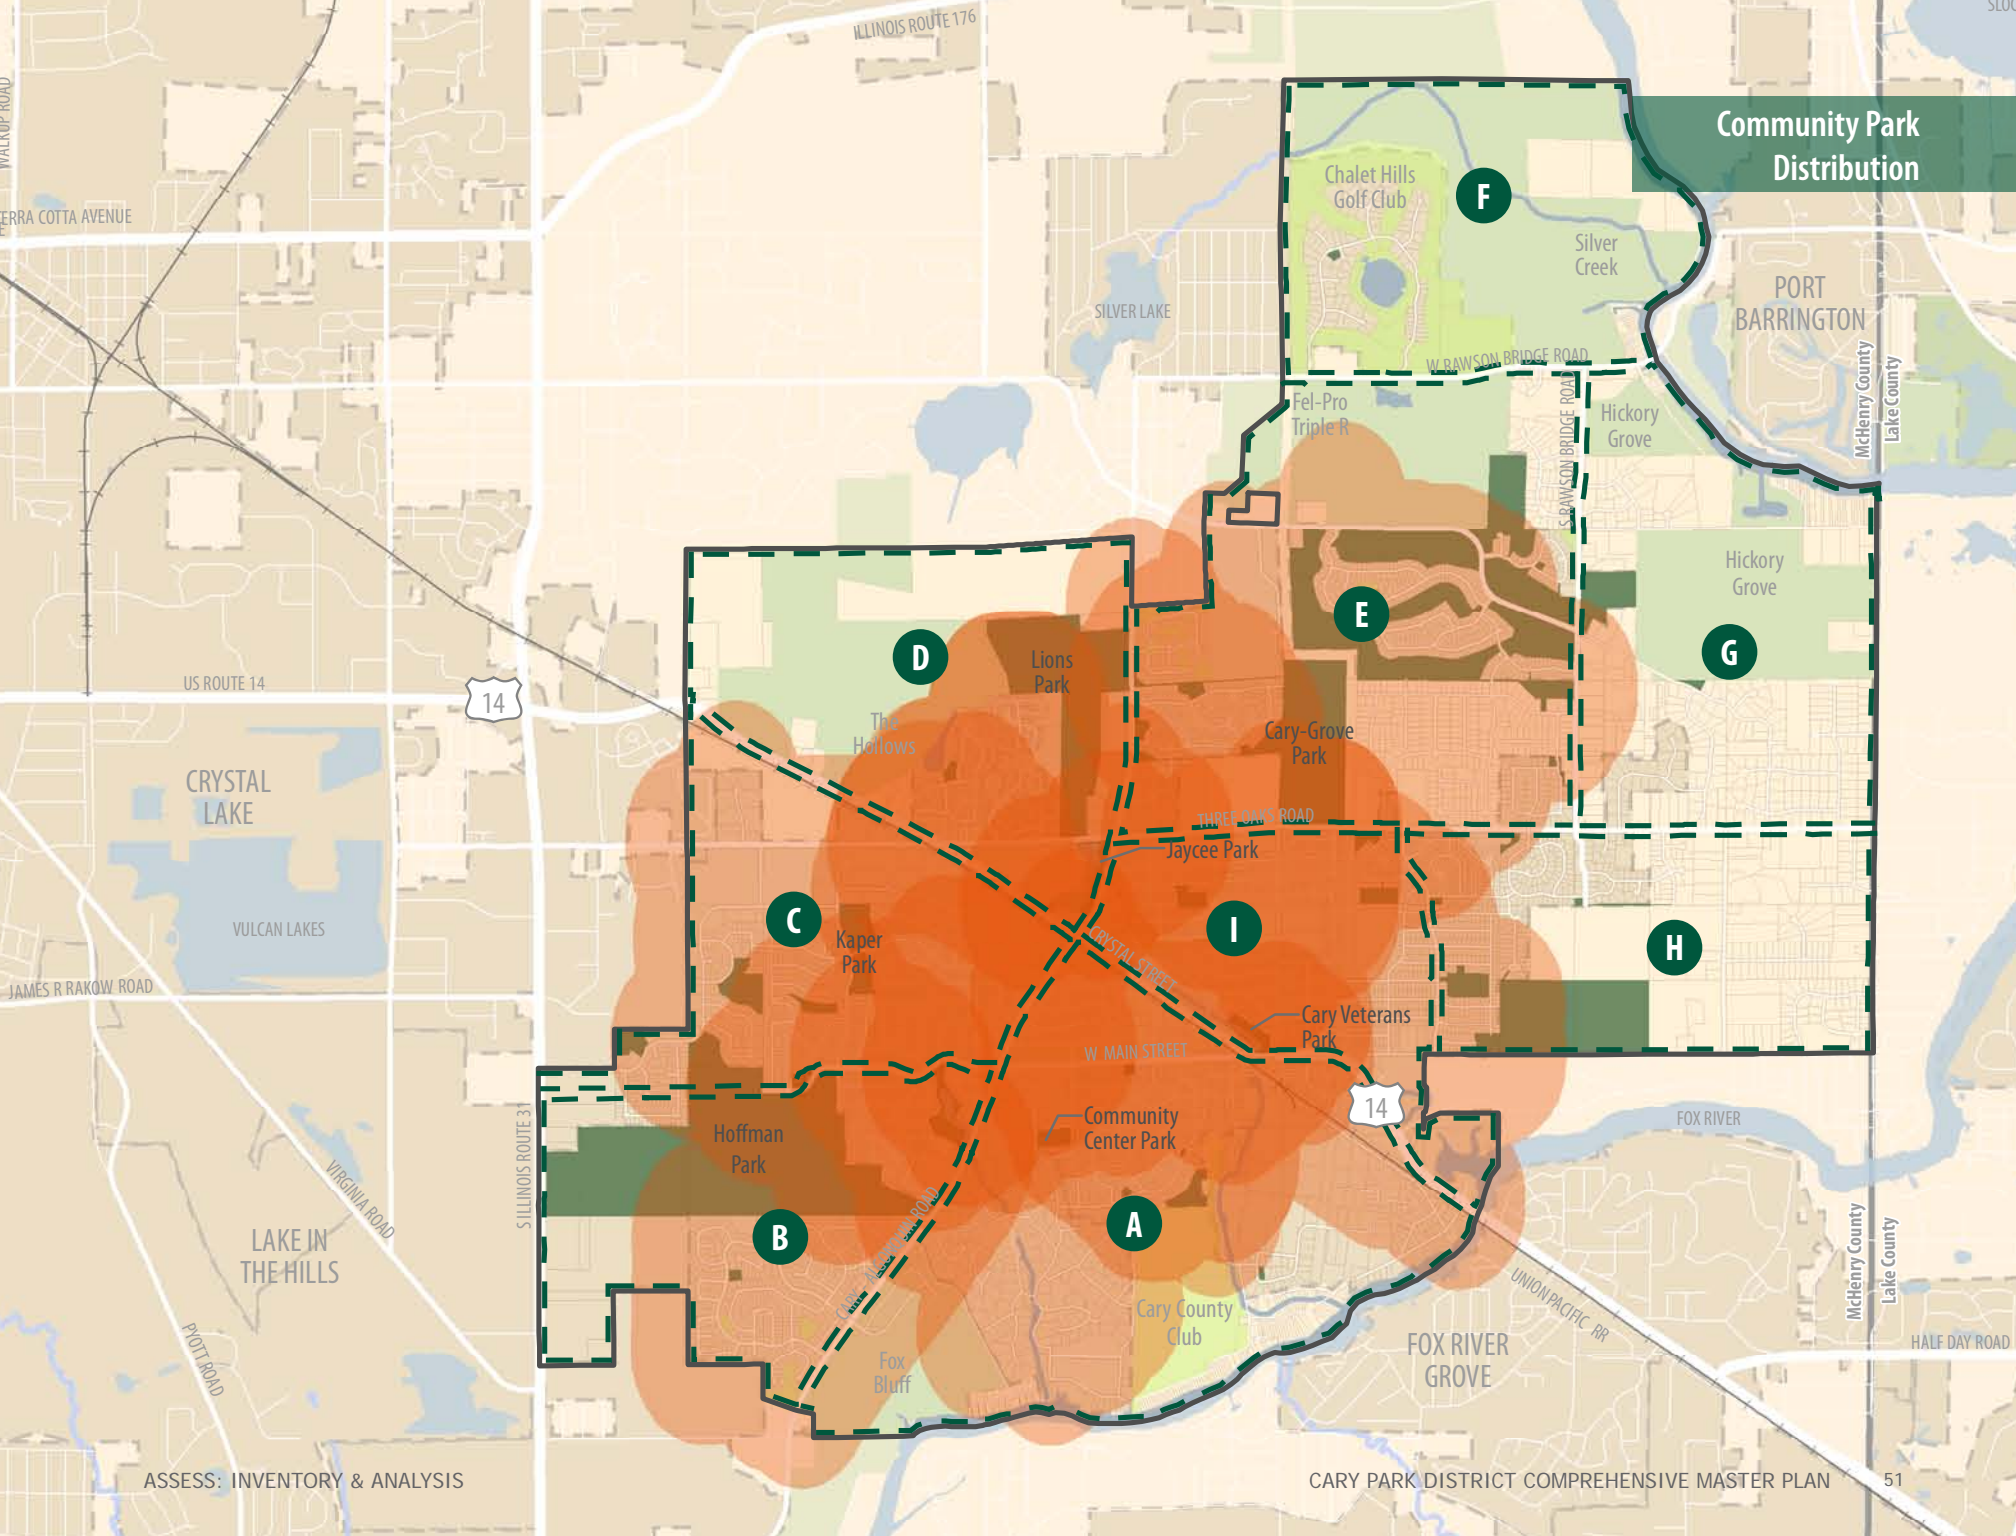 ILLINOIS ROUTE 176
WALKUP ROAD
Community Park
Distribution
Chalet Hills
Golf Club
F
TERRA COTTA AVENUE
Silver
Creek
PORT
BARRINGTON
SILVER LAKE
McHenry County
Lake County
W RAWSON BRIDGE ROAD
Fel-Pro
Triple R
S RAWSON BRIDGE ROAD
Hickory
Grove
Hickory
Grove
E
D
Lions
Park
G
US ROUTE 14
14
The
Hollows
Cary-Grove
Park
CRYSTAL
LAKE
THREE OAKS ROAD
Jaycee Park
C
Kaper
Park
I
H
VULCAN LAKES
CRYSTAL STREET
JAMES R RAKOW ROAD
Cary Veterans
Park
W MAIN STREET
14
S ILLINOIS ROUTE 31
Community
Center Park
FOX RIVER
Hoffman
Park
VIRGINIA ROAD
B
A
CARY ALGONQUIN ROAD
LAKE IN
THE HILLS
McHenry County
Lake County
UNION PACIFIC RR
Cary County
Club
PYOTT ROAD
Fox
Bluff
FOX RIVER
GROVE
HALF DAY ROAD
ASSESS: INVENTORY & ANALYSIS
CARY PARK DISTRICT COMPREHENSIVE MASTER PLAN
51